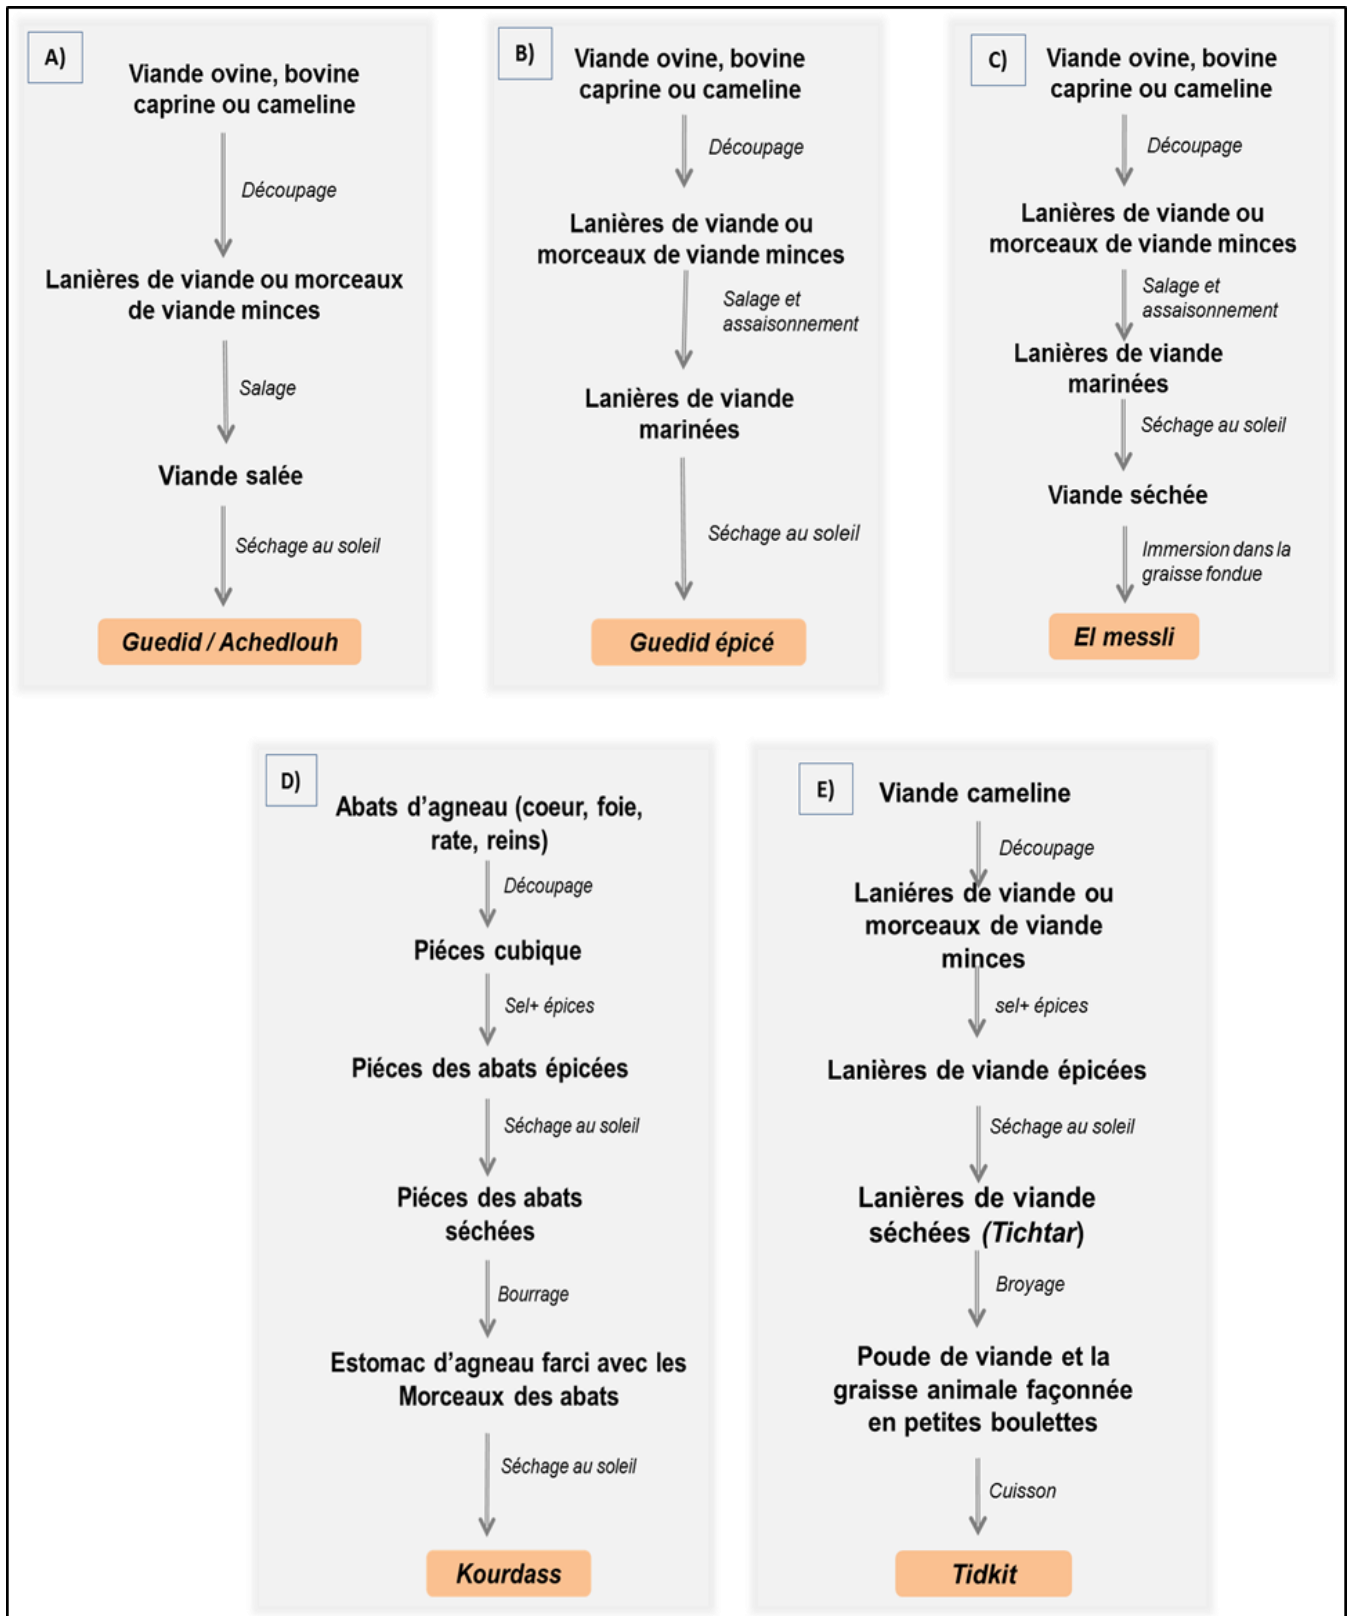 A)
Viande ovine, bovine
caprine ou cameline
Découpage
Lanières de viande ou morceaux
de viande minces
Salage
Viande salée
Séchage au soleil
Guedid / Achedlouh
B)
Viande ovine, bovine
caprine ou cameline
Découpage
Lanières de viande ou
morceaux de viande minces
Salage et
assaisonnement
Lanières de viande
marinées
Séchage au soleil
Guedid épicé
C)
Viande ovine, bovine
caprine ou cameline
Découpage
Lanières de viande ou
morceaux de viande minces
Salage et
assaisonnement
Lanières de viande
marinées
Séchage au soleil
Viande séchée
Immersion dans la
graisse fondue
El messli
D)
Abats d'agneau (coeur, foie,
rate, reins)
Découpage
Piéces cubique
Sel+ épices
Piéces des abats épicées
Séchage au soleil
Piéces des abats
séchées
Bourrage
Estomac d'agneau farci avec les
Morceaux des abats
Séchage au soleil
Kourdass
E)
Viande cameline
Découpage
Laniéres de viande ou
morceaux de viande
minces
sel+ épices
Lanières de viande épicées
Séchage au soleil
Lanières de viande
séchées (Tichtar)
Broyage
Poude de viande et la
graisse animale façonnée
en petites boulettes
Cuisson
Tidkit